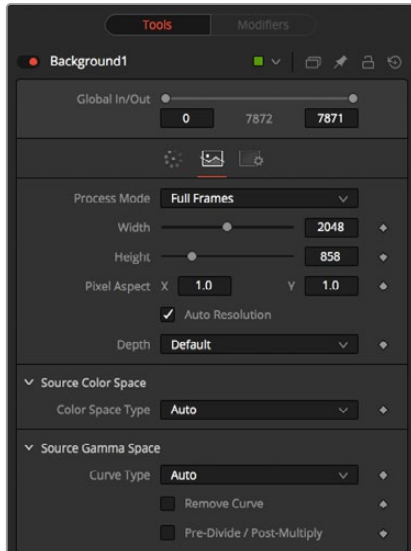 Tools Modifiers
Background1
Global In/Out
0 7872 7871
Process Mode Full Frames
Width 2048
Height 858
Pixel Aspect X 1.0 Y 1.0
Auto Resolution
Depth Default
Source Color Space
Color Space Type Auto
Source Gamma Space
Curve Type Auto
Remove Curve
Pre-Divide / Post-Multiply